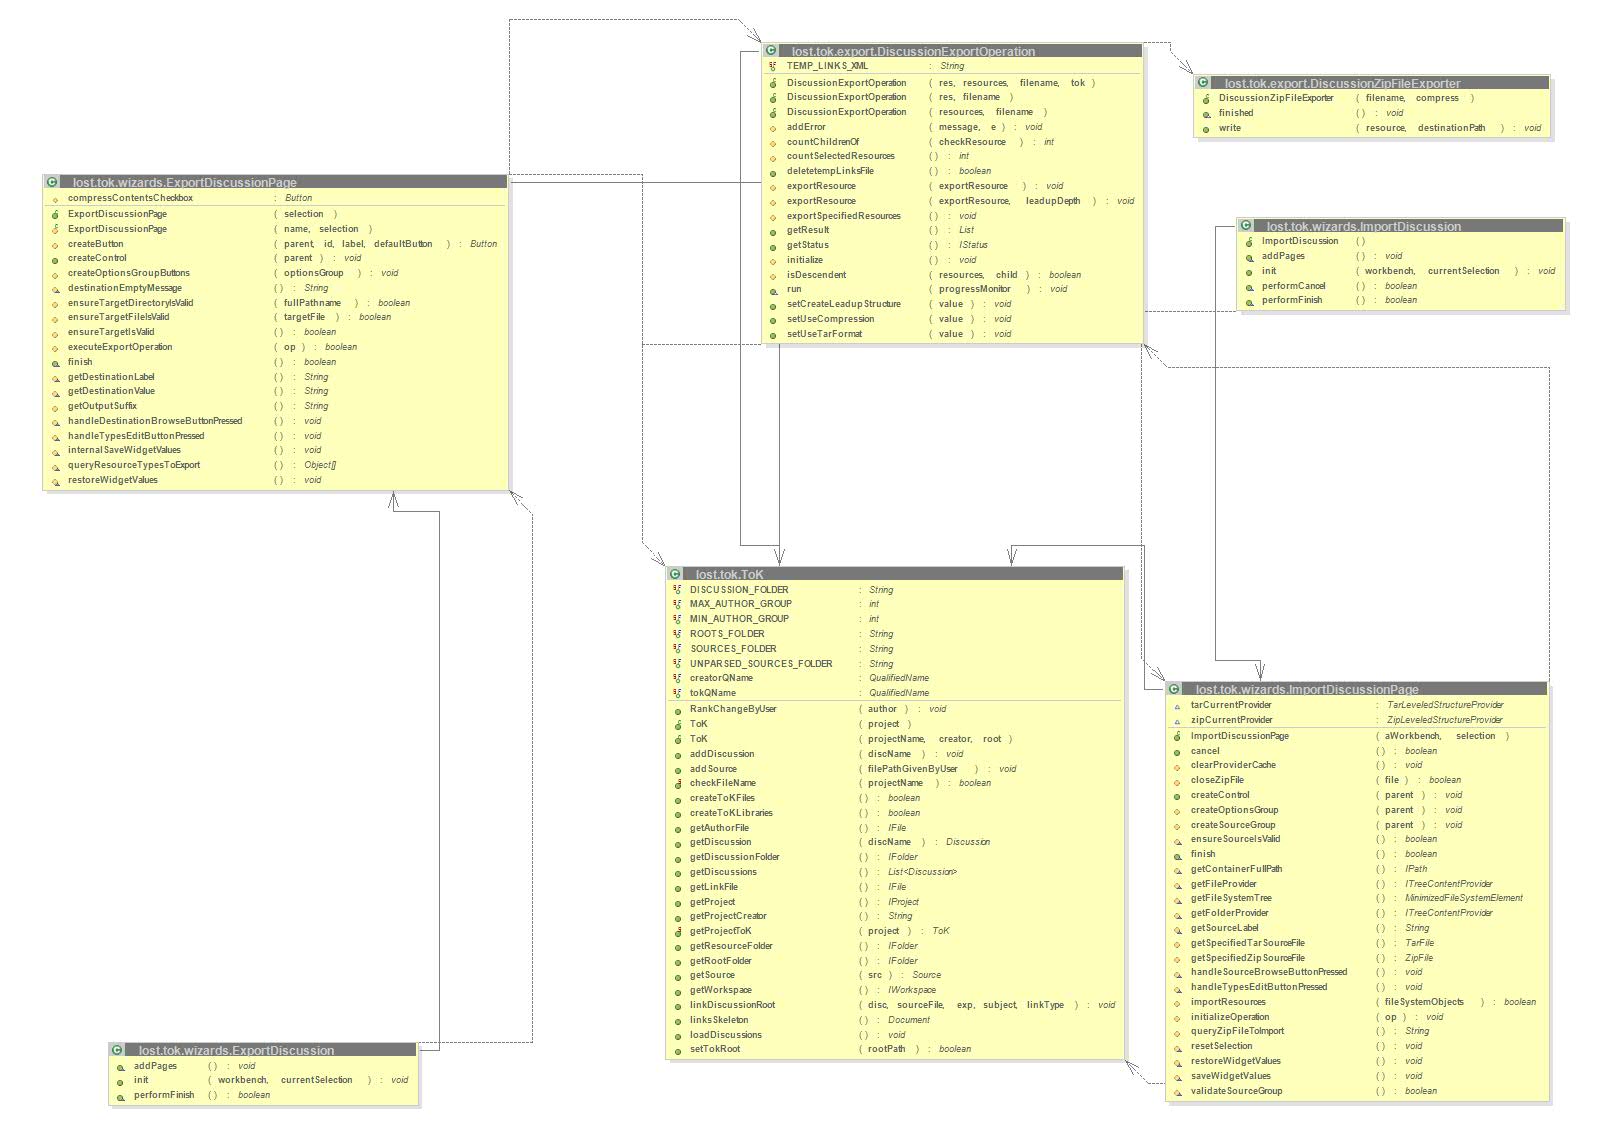 lost.tok.export.DiscussionExportOperation
TEMP_LINKS_XML : String
DiscussionExportOperation ( res, resources, filename, tok )
DiscussionExportOperation ( res, filename )
DiscussionExportOperation ( resources, filename )
addError ( message, e ) : void
countChildrenOf ( checkResource ) : int
countSelectedResources ( ) : int
deletetempLinksFile ( ) : boolean
exportResource ( exportResource ) : void
exportResource ( exportResource, leadupDepth ) : void
exportSpecifiedResources ( ) : void
getResult ( ) : List
getStatus ( ) : IStatus
initialize ( ) : void
isDescendent ( resources, child ) : boolean
run ( progressMonitor ) : void
setCreateLeadupStructure ( value ) : void
setUseCompression ( value ) : void
setUseTarFormat ( value ) : void
lost.tok.export.DiscussionZipFileExporter
DiscussionZipFileExporter ( filename, compress )
finished ( ) : void
write ( resource, destinationPath ) : void
lost.tok.wizards.ExportDiscussionPage
compressContentsCheckbox : Button
ExportDiscussionPage ( selection )
ExportDiscussionPage ( name, selection )
createButton ( parent, id, label, defaultButton ) : Button
createControl ( parent ) : void
createOptionsGroupButtons ( optionsGroup ) : void
destinationEmptyMessage ( ) : String
ensureTargetDirectoryIsValid ( fullPathname ) : boolean
ensureTargetFileIsValid ( targetFile ) : boolean
ensureTargetIsValid ( ) : boolean
executeExportOperation ( op ) : boolean
finish ( ) : boolean
getDestinationLabel ( ) : String
getDestinationValue ( ) : String
getOutputSuffix ( ) : String
handleDestinationBrowseButtonPressed ( ) : void
handleTypesEditButtonPressed ( ) : void
internalSaveWidgetValues ( ) : void
queryResourceTypesToExport ( ) : Object[]
restoreWidgetValues ( ) : void
lost.tok.wizards.ImportDiscussion
ImportDiscussion ( )
addPages ( ) : void
init ( workbench, currentSelection ) : void
performCancel ( ) : boolean
performFinish ( ) : boolean
lost.tok.ToK
DISCUSSION_FOLDER : String
MAX_AUTHOR_GROUP : int
MIN_AUTHOR_GROUP : int
ROOTS_FOLDER : String
SOURCES_FOLDER : String
UNPARSED_SOURCES_FOLDER : String
creatorQName : QualifiedName
tokQName : QualifiedName
RankChangeByUser ( author ) : void
ToK ( project )
ToK ( projectName, creator, root )
addDiscussion ( discName ) : void
addSource ( filePathGivenByUser ) : void
checkFileName ( projectName ) : boolean
createToKFiles ( ) : boolean
createToKLibraries ( ) : boolean
getAuthorFile ( ) : IFile
getDiscussion ( discName ) : Discussion
getDiscussionFolder ( ) : IFolder
getDiscussions ( ) : List<Discussion>
getLinkFile ( ) : IFile
getProject ( ) : IProject
getProjectCreator ( ) : String
getProjectToK ( project ) : ToK
getResourceFolder ( ) : IFolder
getRootFolder ( ) : IFolder
getSource ( src ) : Source
getWorkspace ( ) : IWorkspace
linkDiscussionRoot ( disc, sourceFile, exp, subject, linkType ) : void
linksSkeleton ( ) : Document
loadDiscussions ( ) : void
setTokRoot ( rootPath ) : boolean
lost.tok.wizards.ImportDiscussionPage
tarCurrentProvider : TarLeveledStructureProvider
zipCurrentProvider : ZipLeveledStructureProvider
ImportDiscussionPage ( aWorkbench, selection )
cancel ( ) : boolean
clearProviderCache ( ) : void
closeZipFile ( file ) : boolean
createControl ( parent ) : void
createOptionsGroup ( parent ) : void
createSourceGroup ( parent ) : void
ensureSourceIsValid ( ) : boolean
finish ( ) : boolean
getContainerFullPath ( ) : IPath
getFileProvider ( ) : ITreeContentProvider
getFileSystemTree ( ) : MinimizedFileSystemElement
getFolderProvider ( ) : ITreeContentProvider
getSourceLabel ( ) : String
getSpecifiedTarSourceFile ( ) : TarFile
getSpecifiedZipSourceFile ( ) : ZipFile
handleSourceBrowseButtonPressed ( ) : void
handleTypesEditButtonPressed ( ) : void
importResources ( fileSystemObjects ) : boolean
initializeOperation ( op ) : void
queryZipFileToImport ( ) : String
resetSelection ( ) : void
restoreWidgetValues ( ) : void
saveWidgetValues ( ) : void
validateSourceGroup ( ) : boolean
lost.tok.wizards.ExportDiscussion
addPages ( ) : void
init ( workbench, currentSelection ) : void
performFinish ( ) : boolean